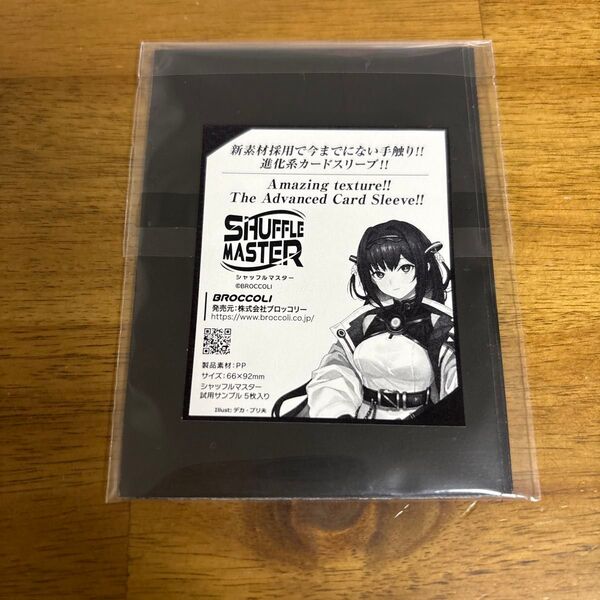 新素材採用で今までにない手触り!!
進化系カードスリーブ!!
Amazing texture!!
The Advanced Card Sleeve!!
SHUFFLE
MASTER
シャッフルマスター
©BROCCOLI
BROCCOLI
発売元:株式会社ブロッコリー
https://www.broccoli.co.jp/
製品素材:PP
サイズ:66×92mm
シャッフルマスター
試用サンプル 5枚入り
Illust: デカ・プリ夫